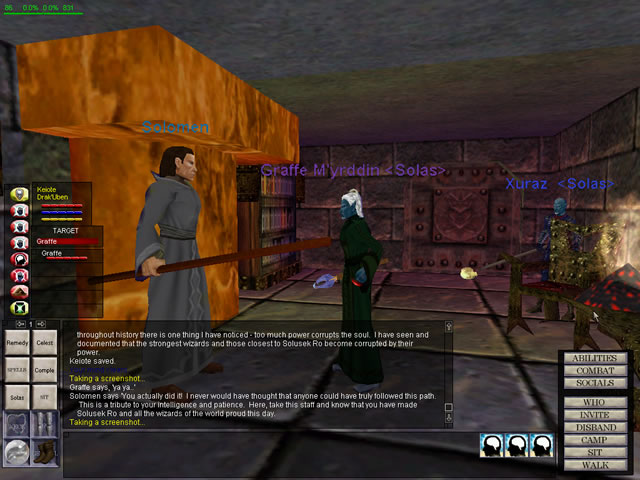 86 0.0% 0.0% 831
Solomen
Graffe M'yrddin <Solas>
Xuraz <Solas>
Keiote
Drak'Uben
TARGET
Graffe
Graffe
1
Remedy
Celest
SPELLS
Comple
Solas
SIT
throughout history there is one thing I have noticed - too much power corrupts the soul. I have seen and
documented that the strongest wizards and those closest to Solusek Ro become corrupted by their
power.
Keiote saved.
Taking a screenshot...
Graffe says, 'ya ya..'
Solomen says 'You actually did it! I never would have thought that anyone could have truly followed this path.
This is a tribute to your intelligence and patience. Here, take this staff and know that you have made
Solusek Ro and all the wizards of the world proud this day.
Taking a screenshot...
ABILITIES
COMBAT
SOCIALS
WHO
INVITE
DISBAND
CAMP
SIT
WALK